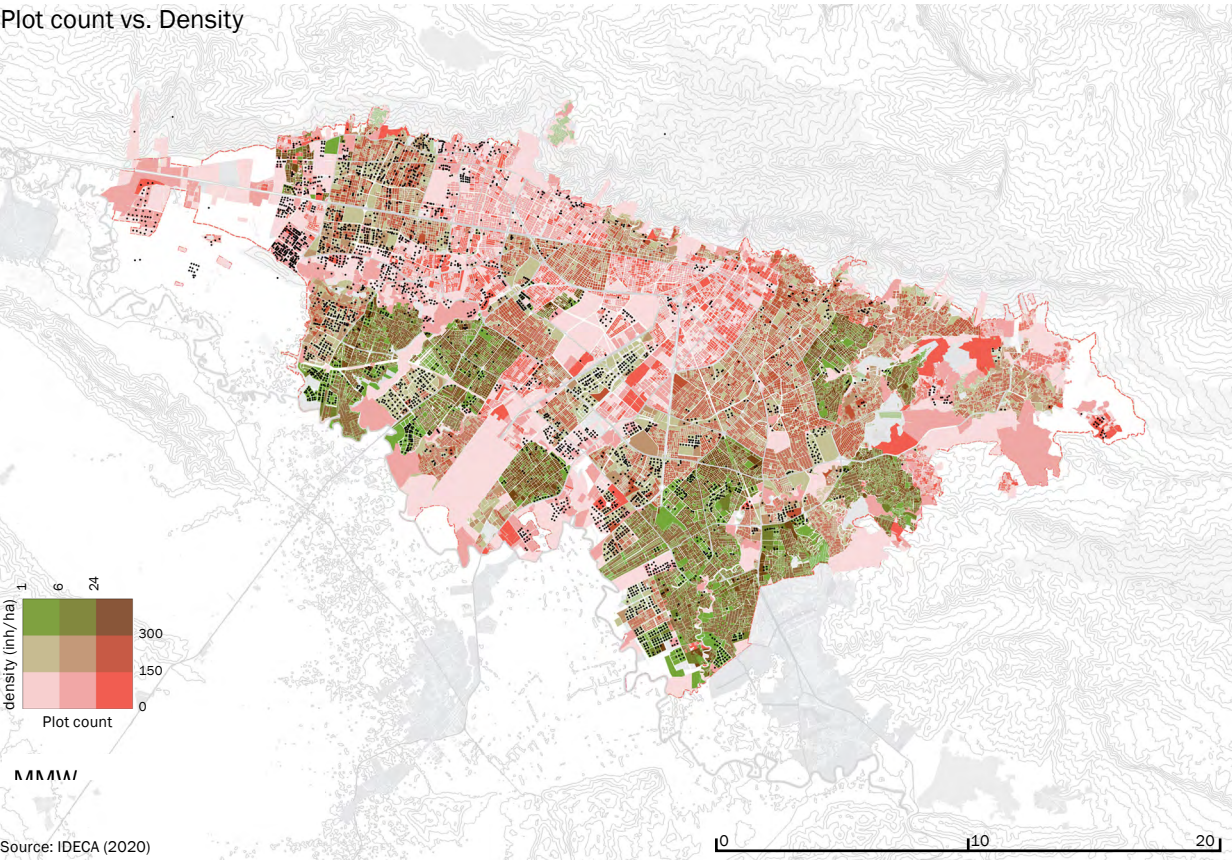 Plot count vs. Density
1 6 24
density (inh/ha)
300
150
0
Plot count
Source: IDECA (2020)
0 10 20